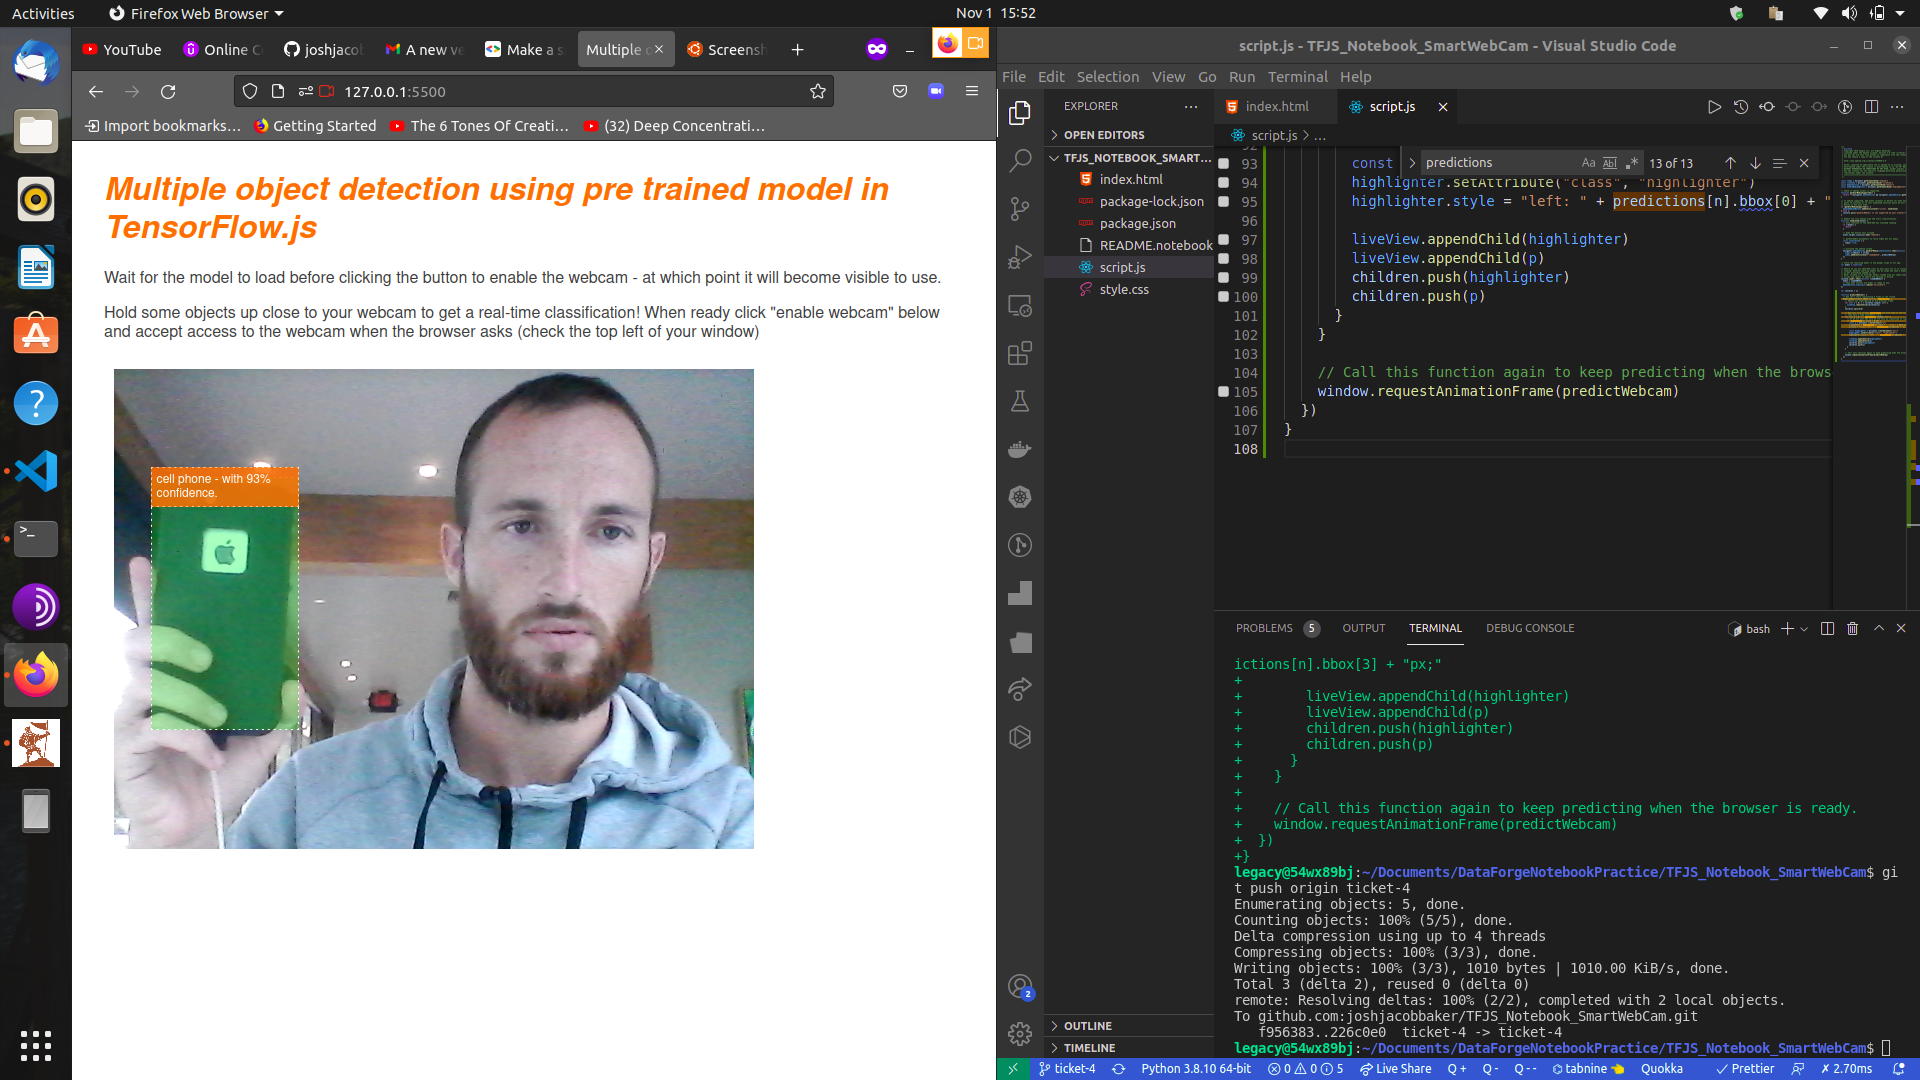 Activities
Firefox Web Browser
Nov 1 15:52
YouTube
Online C
joshjacob
A new ve
Make a s
Multiple o
Screensh
127.0.0.1:5500
Import bookmarks…
Getting Started
The 6 Tones Of Creati…
(32) Deep Concentrati…
Multiple object detection using pre trained model in
TensorFlow.js
Wait for the model to load before clicking the button to enable the webcam - at which point it will become visible to use.
Hold some objects up close to your webcam to get a real-time classification! When ready click "enable webcam" below
and accept access to the webcam when the browser asks (check the top left of your window)
cell phone - with 93%
confidence.
script.js - TFJS_Notebook_SmartWebCam - Visual Studio Code
File Edit Selection View Go Run Terminal Help
EXPLORER
OPEN EDITORS
TFJS_NOTEBOOK_SMART...
index.html
package-lock.json
package.json
README.notebook
script.js
style.css
OUTLINE
TIMELINE
index.html
script.js
script.js > ...
predictions
Aa Abl .* 13 of 13
93 const
94 highlighter.setAttribute("class", "highlighter")
95 highlighter.style = "left: " + predictions[n].bbox[0] + "
96
97 liveView.appendChild(highlighter)
98 liveView.appendChild(p)
99 children.push(highlighter)
100 children.push(p)
101 }
102 }
103
104 // Call this function again to keep predicting when the brows
105 window.requestAnimationFrame(predictWebcam)
106 })
107 }
108
PROBLEMS 5 OUTPUT TERMINAL DEBUG CONSOLE
bash
ictions[n].bbox[3] + "px;"
+
+ liveView.appendChild(highlighter)
+ liveView.appendChild(p)
+ children.push(highlighter)
+ children.push(p)
+ }
+ }
+
+ // Call this function again to keep predicting when the browser is ready.
+ window.requestAnimationFrame(predictWebcam)
+ })
+}
legacy@54wx89bj:~/Documents/DataForgeNotebookPractice/TFJS_Notebook_SmartWebCam$ gi
t push origin ticket-4
Enumerating objects: 5, done.
Counting objects: 100% (5/5), done.
Delta compression using up to 4 threads
Compressing objects: 100% (3/3), done.
Writing objects: 100% (3/3), 1010 bytes | 1010.00 KiB/s, done.
Total 3 (delta 2), reused 0 (delta 0)
remote: Resolving deltas: 100% (2/2), completed with 2 local objects.
To github.com:joshjacobbaker/TFJS_Notebook_SmartWebCam.git
f956383..226c0e0 ticket-4 -> ticket-4
legacy@54wx89bj:~/Documents/DataForgeNotebookPractice/TFJS_Notebook_SmartWebCam$
2
ticket-4 Python 3.8.10 64-bit 0 0 5 Live Share Q + Q - Q - - tabnine Quokka Prettier 2.70ms